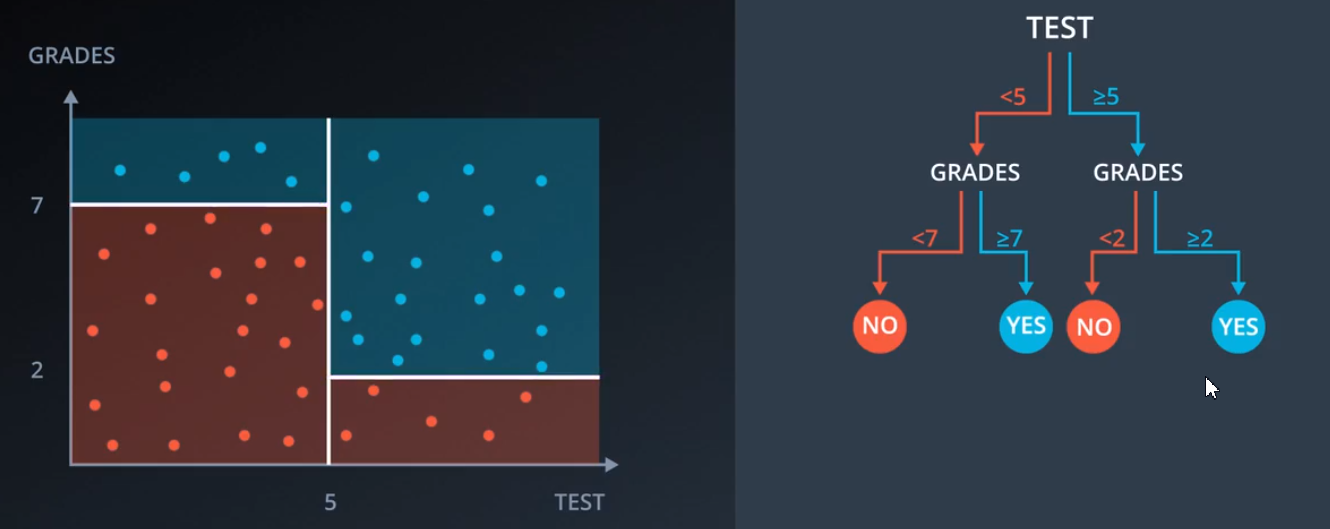 GRADES
7
2
5
TEST
TEST
<5
≥5
GRADES
GRADES
<7
≥7
<2
≥2
NO
YES
NO
YES